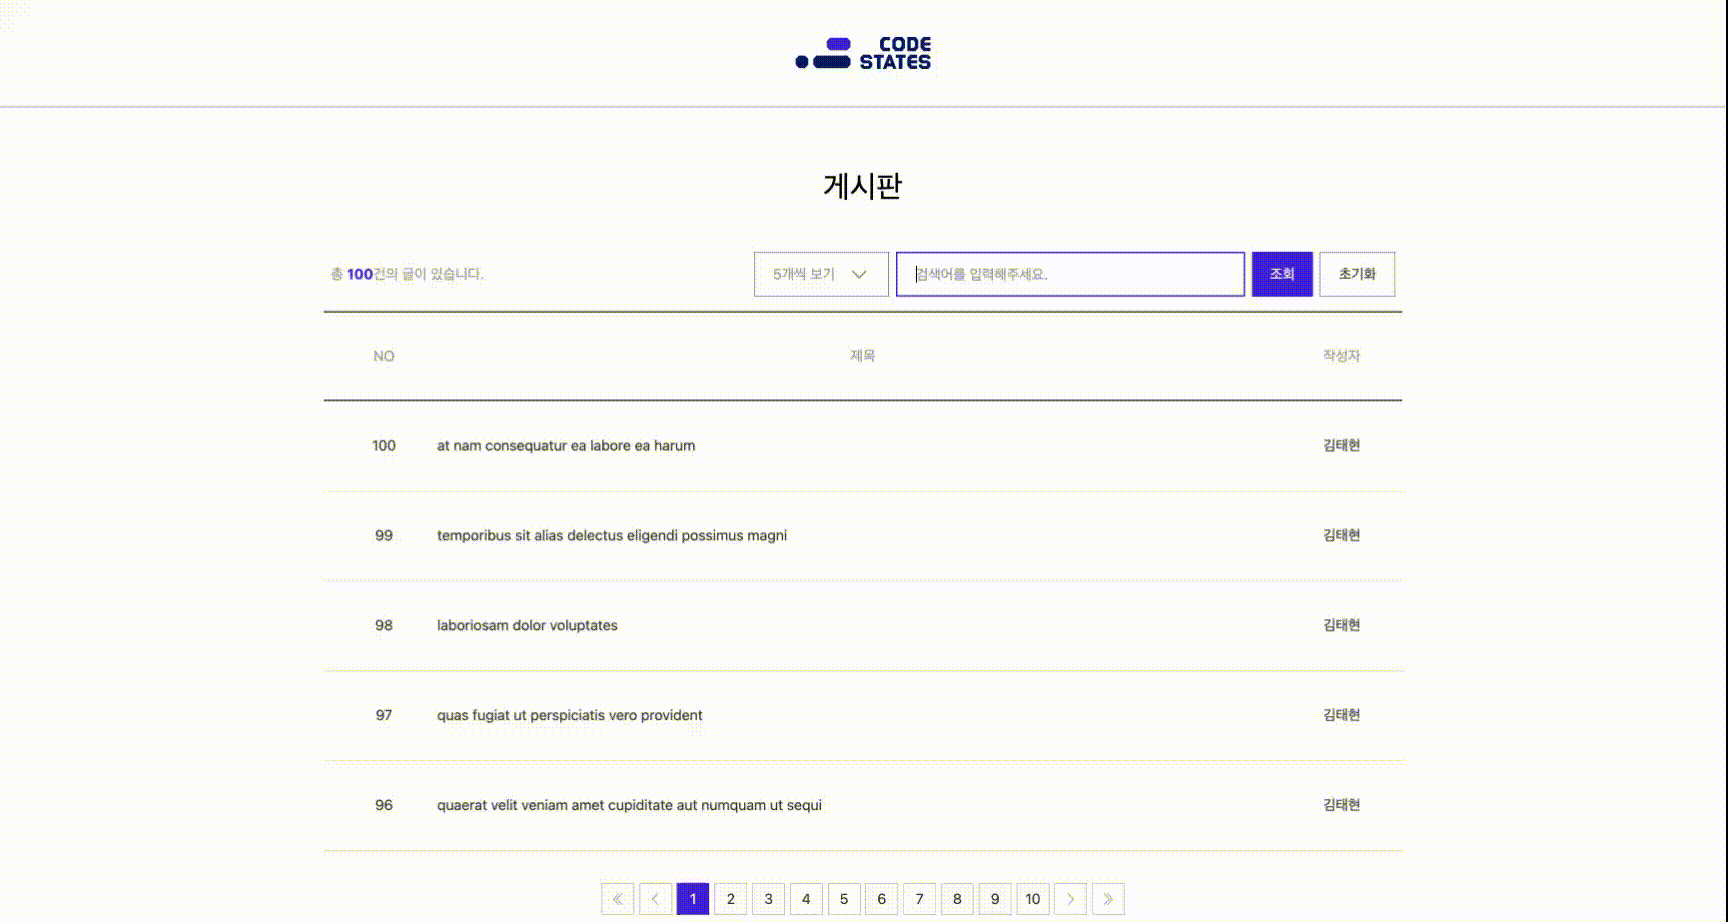 CODE
STATES
게시판
총 100건의 글이 있습니다.
5개씩 보기
검색어를 입력해주세요.
조회
초기화
NO 제목 작성자
100 at nam consequatur ea labore ea harum 김태현
99 temporibus sit alias delectus eligendi possimus magni 김태현
98 laboriosam dolor voluptates 김태현
97 quas fugiat ut perspiciatis vero provident 김태현
96 quaerat velit veniam amet cupiditate aut numquam ut sequi 김태현
« < 1 2 3 4 5 6 7 8 9 10 > »